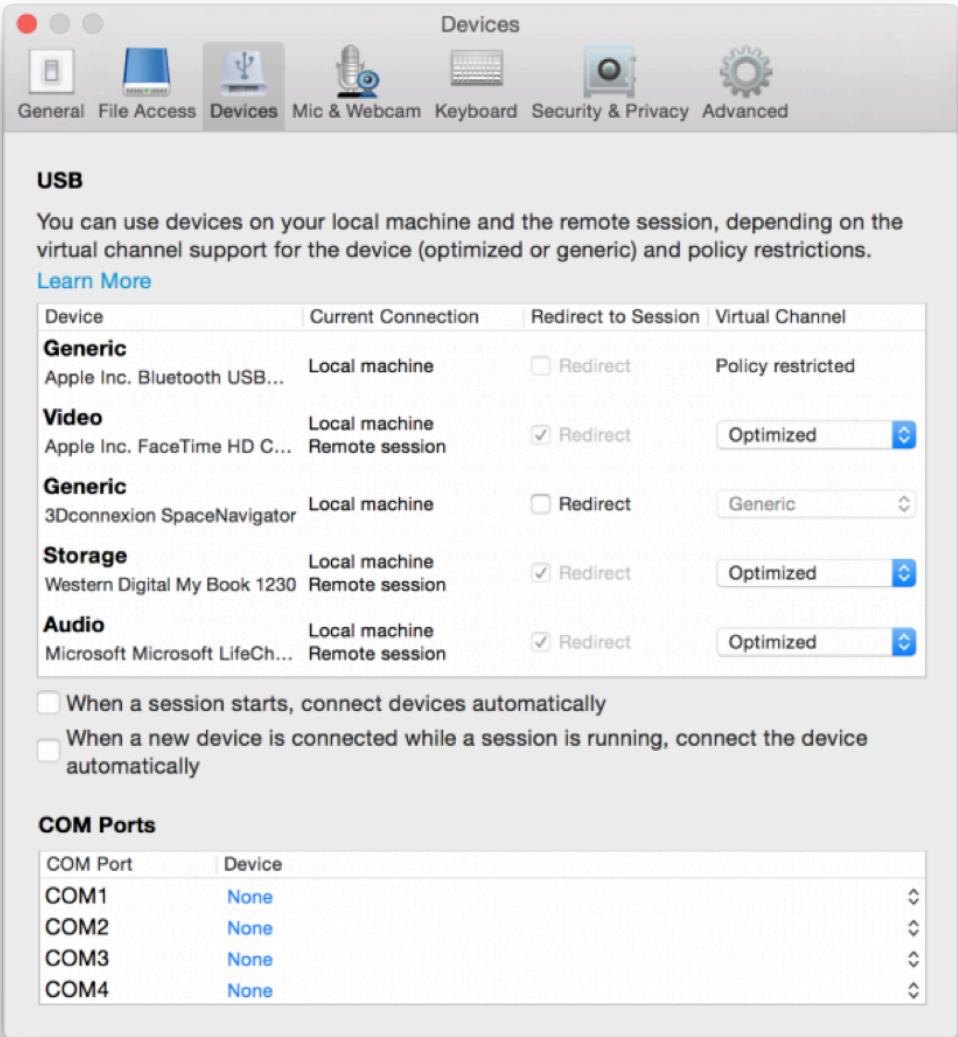 Devices
General File Access Devices Mic & Webcam Keyboard Security & Privacy Advanced
USB
You can use devices on your local machine and the remote session, depending on the
virtual channel support for the device (optimized or generic) and policy restrictions.
Learn More
Device Current Connection Redirect to Session Virtual Channel
Generic
Apple Inc. Bluetooth USB... Local machine Redirect Policy restricted
Video
Apple Inc. FaceTime HD C... Local machine Remote session Redirect Optimized
Generic
3Dconnexion SpaceNavigator Local machine Redirect Generic
Storage
Western Digital My Book 1230 Local machine Remote session Redirect Optimized
Audio
Microsoft Microsoft LifeCh... Local machine Remote session Redirect Optimized
When a session starts, connect devices automatically
When a new device is connected while a session is running, connect the device
automatically
COM Ports
COM Port Device
COM1 None
COM2 None
COM3 None
COM4 None